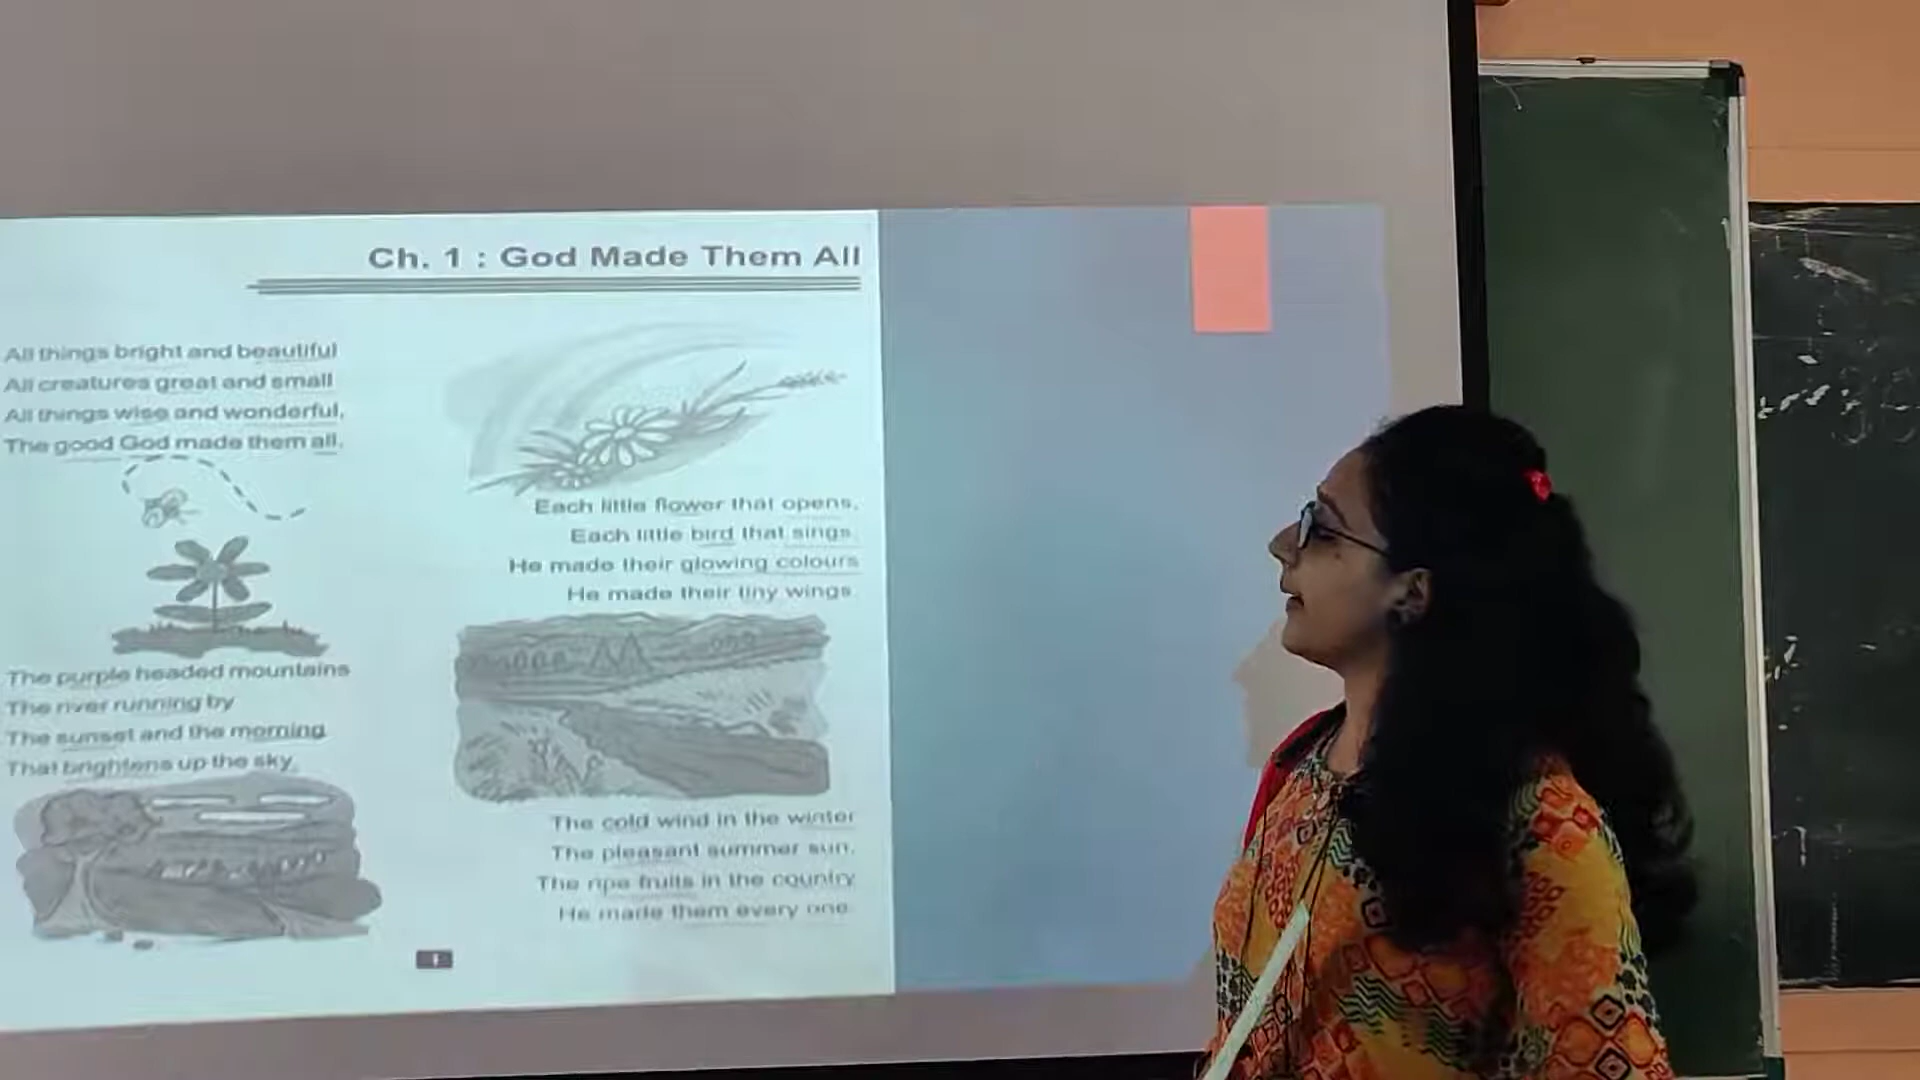 Ch. 1 : God Made Them All
All things bright and beautiful
All creatures great and small
All things wise and wonderful,
The good God made them all.
The purple headed mountains
The river running by
The sunset and the morning
That brightens up the sky.
Each little flower that opens,
Each little bird that sings
He made their glowing colours
He made their tiny wings
The cold wind in the winter
The pleasant summer sun,
The ripe fruits in the country
He made them every one.
1